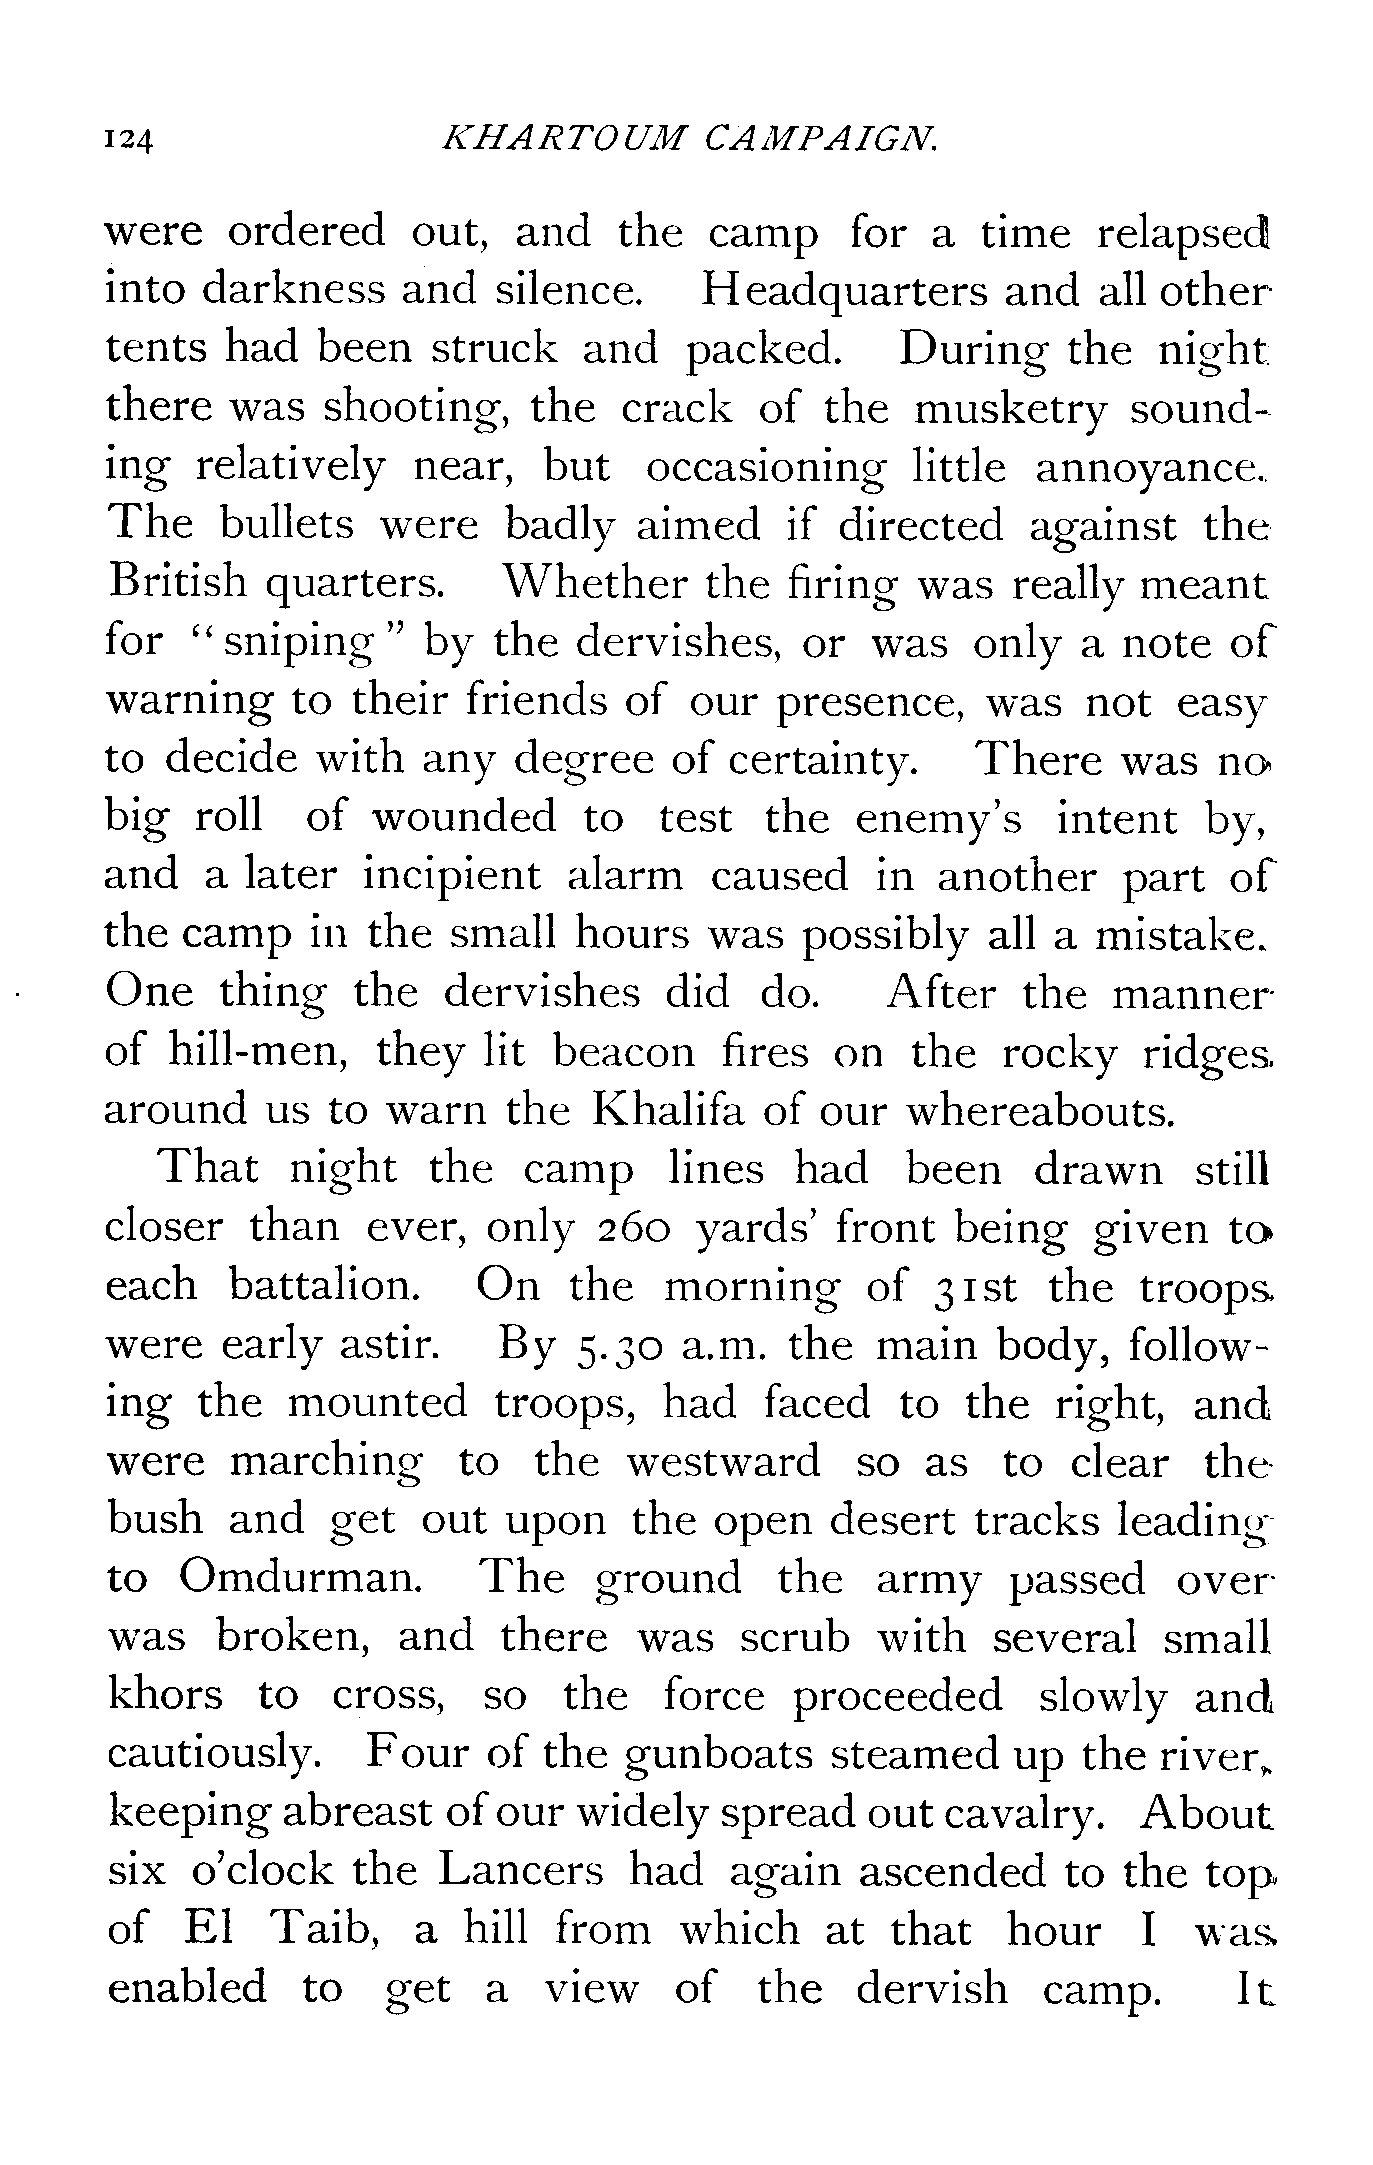 124 KHARTOUM CAMPAIGN.
were ordered out, and the camp for a time relapsed
into darkness and silence. Headquarters and all other
tents had been struck and packed. During the night
there was shooting, the crack of the musketry sound-
ing relatively near, but occasioning little annoyance.
The bullets were badly aimed if directed against the
British quarters. Whether the firing was really meant
for “ sniping ” by the dervishes, or was only a note of
warning to their friends of our presence, was not easy
to decide with any degree of certainty. There was no
big roll of wounded to test the enemy’s intent by,
and a later incipient alarm caused in another part of
the camp in the small hours was possibly all a mistake.
One thing the dervishes did do. After the manner
of hill-men, they lit beacon fires on the rocky ridges
around us to warn the Khalifa of our whereabouts.
That night the camp lines had been drawn still
closer than ever, only 260 yards’ front being given to
each battalion. On the morning of 31st the troops
were early astir. By 5.30 a.m. the main body, follow-
ing the mounted troops, had faced to the right, and
were marching to the westward so as to clear the
bush and get out upon the open desert tracks leading
to Omdurman. The ground the army passed over
was broken, and there was scrub with several small
khors to cross, so the force proceeded slowly and
cautiously. Four of the gunboats steamed up the river,
keeping abreast of our widely spread out cavalry. About
six o’clock the Lancers had again ascended to the top
of El Taib, a hill from which at that hour I was
enabled to get a view of the dervish camp. It